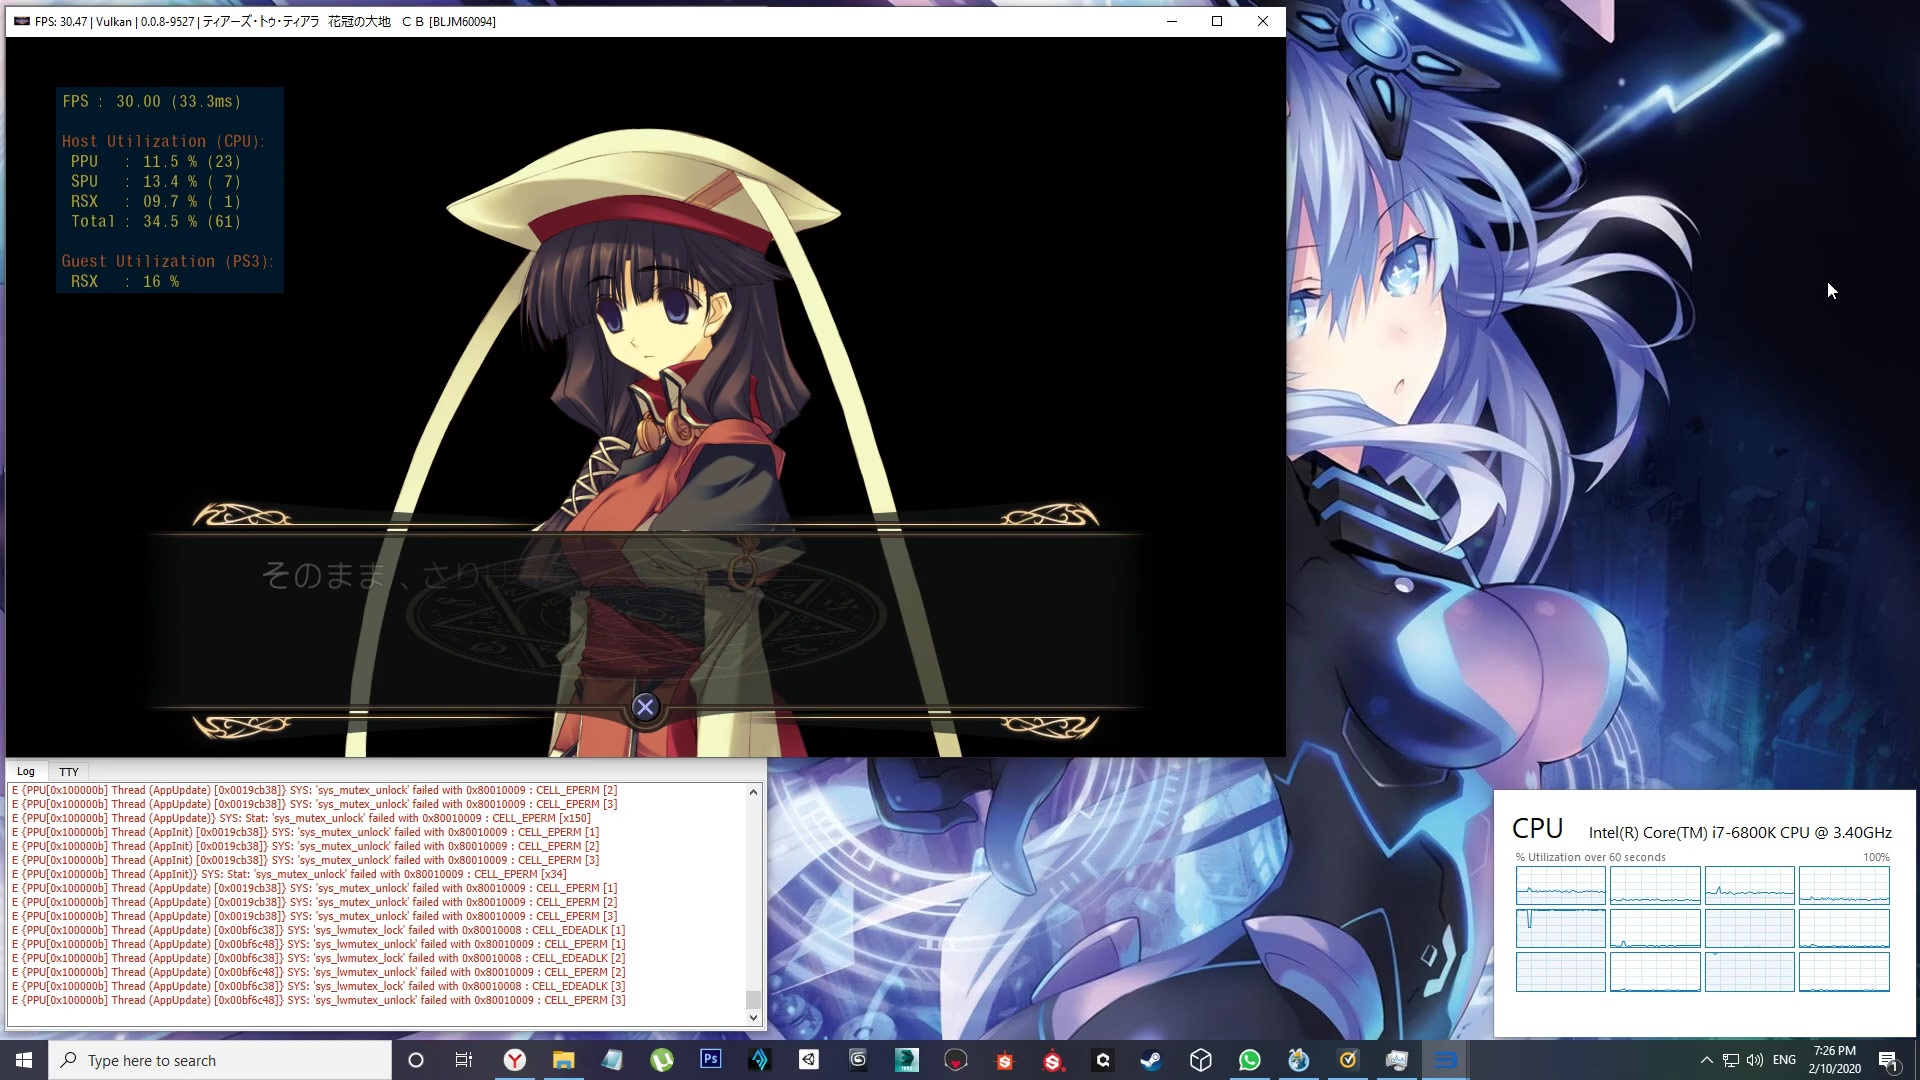 FPS: 30.47 | Vulkan | 0.0.8-9527 | ティアーズ・トゥ・ティアラ 花冠の大地 ＣＢ [BLJM60094]
FPS : 30.00 (33.3ms)
Host Utilization (CPU):
PPU : 11.5 % (23)
SPU : 13.4 % ( 7)
RSX : 09.7 % ( 1)
Total : 34.5 % (61)
Guest Utilization (PS3):
RSX : 16 %
そのまま、さりげ
Log TTY
E {PPU[0x100000b] Thread (AppUpdate) [0x0019cb38]} SYS: 'sys_mutex_unlock' failed with 0x80010009 : CELL_EPERM [2]
E {PPU[0x100000b] Thread (AppUpdate) [0x0019cb38]} SYS: 'sys_mutex_unlock' failed with 0x80010009 : CELL_EPERM [3]
E {PPU[0x100000b] Thread (AppUpdate)} SYS: Stat: 'sys_mutex_unlock' failed with 0x80010009 : CELL_EPERM [x150]
E {PPU[0x100000b] Thread (AppInit) [0x0019cb38]} SYS: 'sys_mutex_unlock' failed with 0x80010009 : CELL_EPERM [1]
E {PPU[0x100000b] Thread (AppInit) [0x0019cb38]} SYS: 'sys_mutex_unlock' failed with 0x80010009 : CELL_EPERM [2]
E {PPU[0x100000b] Thread (AppInit) [0x0019cb38]} SYS: 'sys_mutex_unlock' failed with 0x80010009 : CELL_EPERM [3]
E {PPU[0x100000b] Thread (AppInit)} SYS: Stat: 'sys_mutex_unlock' failed with 0x80010009 : CELL_EPERM [x34]
E {PPU[0x100000b] Thread (AppUpdate) [0x0019cb38]} SYS: 'sys_mutex_unlock' failed with 0x80010009 : CELL_EPERM [1]
E {PPU[0x100000b] Thread (AppUpdate) [0x0019cb38]} SYS: 'sys_mutex_unlock' failed with 0x80010009 : CELL_EPERM [2]
E {PPU[0x100000b] Thread (AppUpdate) [0x0019cb38]} SYS: 'sys_mutex_unlock' failed with 0x80010009 : CELL_EPERM [3]
E {PPU[0x100000b] Thread (AppUpdate) [0x00bf6c38]} SYS: 'sys_lwmutex_lock' failed with 0x80010008 : CELL_EDEADLK [1]
E {PPU[0x100000b] Thread (AppUpdate) [0x00bf6c48]} SYS: 'sys_lwmutex_unlock' failed with 0x80010009 : CELL_EPERM [1]
E {PPU[0x100000b] Thread (AppUpdate) [0x00bf6c38]} SYS: 'sys_lwmutex_lock' failed with 0x80010008 : CELL_EDEADLK [2]
E {PPU[0x100000b] Thread (AppUpdate) [0x00bf6c48]} SYS: 'sys_lwmutex_unlock' failed with 0x80010009 : CELL_EPERM [2]
E {PPU[0x100000b] Thread (AppUpdate) [0x00bf6c38]} SYS: 'sys_lwmutex_lock' failed with 0x80010008 : CELL_EDEADLK [3]
E {PPU[0x100000b] Thread (AppUpdate) [0x00bf6c48]} SYS: 'sys_lwmutex_unlock' failed with 0x80010009 : CELL_EPERM [3]
CPU Intel(R) Core(TM) i7-6800K CPU @ 3.40GHz
% Utilization over 60 seconds 100%
Type here to search
Ps
ENG
7:26 PM
2/10/2020
1